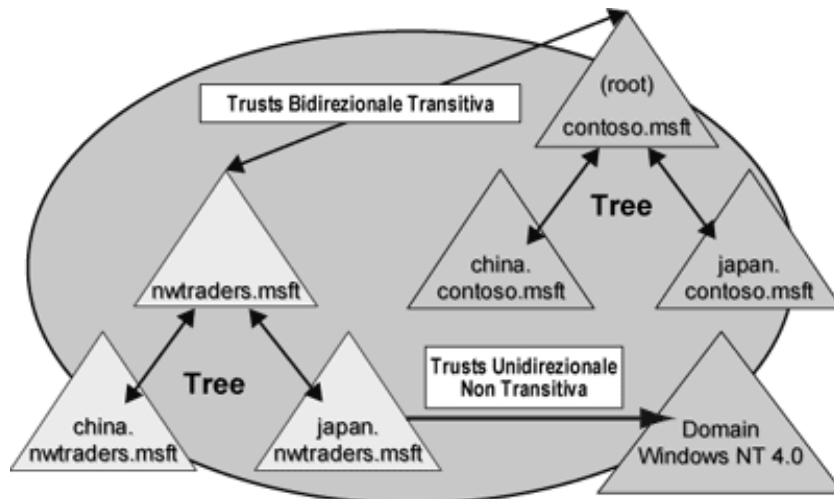 Trusts Bidirezionale Transitiva
(root)
contoso.msft
Tree
china.
contoso.msft
japan.
contoso.msft
nwtraders.msft
Tree
china.
nwtraders.msft
japan.
nwtraders.msft
Trusts Unidirezionale
Non Transitiva
Domain
Windows NT 4.0